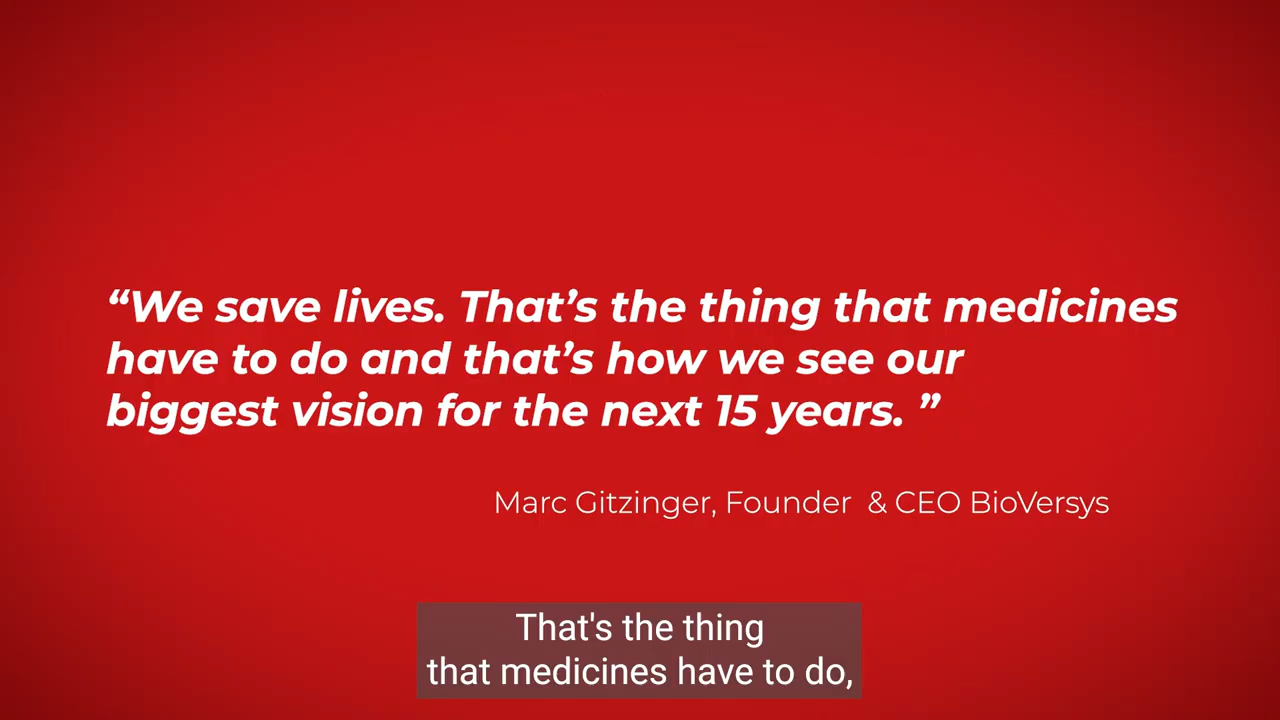 “We save lives. That’s the thing that medicines
have to do and that’s how we see our
biggest vision for the next 15 years. ”
Marc Gitzinger, Founder  & CEO BioVersys
That's the thing
that medicines have to do,